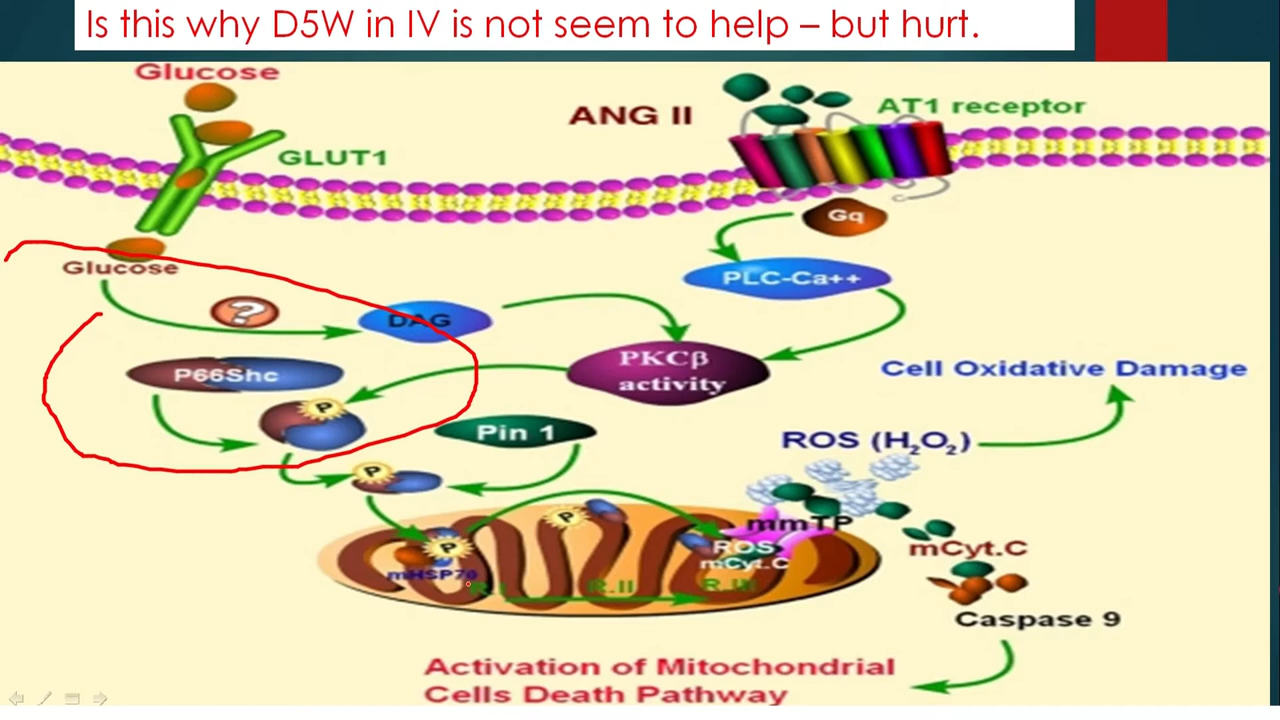 Is this why D5W in IV is not seem to help – but hurt.
Glucose
ANG II
AT1 receptor
GLUT1
Gq
Glucose
PLC-Ca++
?
DAG
PKCβ
activity
P66Shc
Cell Oxidative Damage
P
Pin 1
ROS (H2O2)
P
P
mmTP
P
ROS
mCyt.C
mCyt.C
mHSP70
R.I
R.II
R.III
Caspase 9
Activation of Mitochondrial
Cells Death Pathway